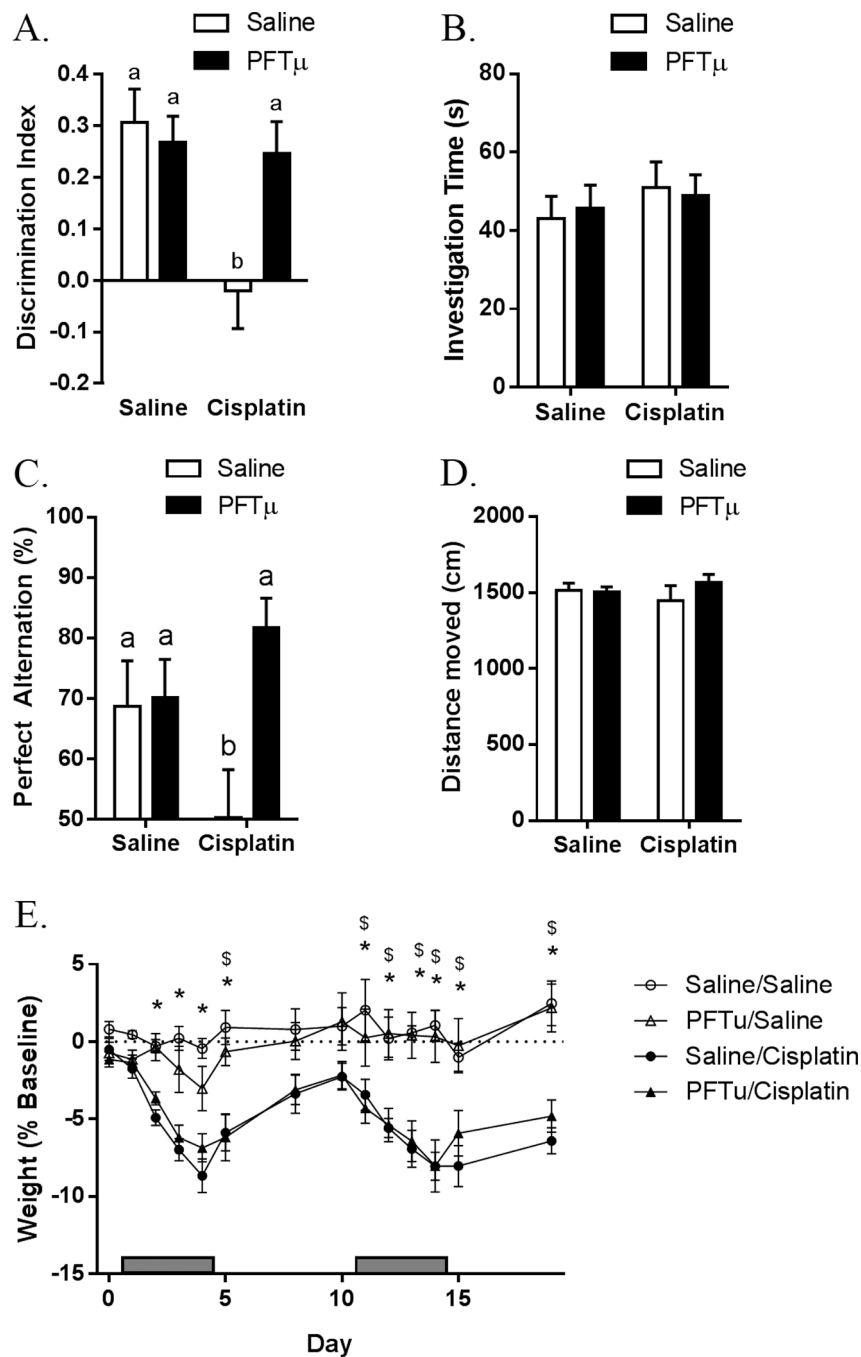 A.
Saline
PFTμ
Discrimination Index
0.4
0.3
0.2
0.1
0.0
-0.1
-0.2
a
a
b
a
Saline
Cisplatin
B.
Saline
PFTμ
Investigation Time (s)
80
60
40
20
0
Saline
Cisplatin
C.
Saline
PFTμ
Perfect Alternation (%)
100
90
80
70
60
50
a
a
b
a
Saline
Cisplatin
D.
Saline
PFTμ
Distance moved (cm)
2000
1500
1000
500
0
Saline
Cisplatin
E.
Weight (% Baseline)
5
0
-5
-10
-15
* * * $ * $ * $ * $ * $ * $ * $ *
0 5 10 15
Day
Saline/Saline
PFTu/Saline
Saline/Cisplatin
PFTu/Cisplatin